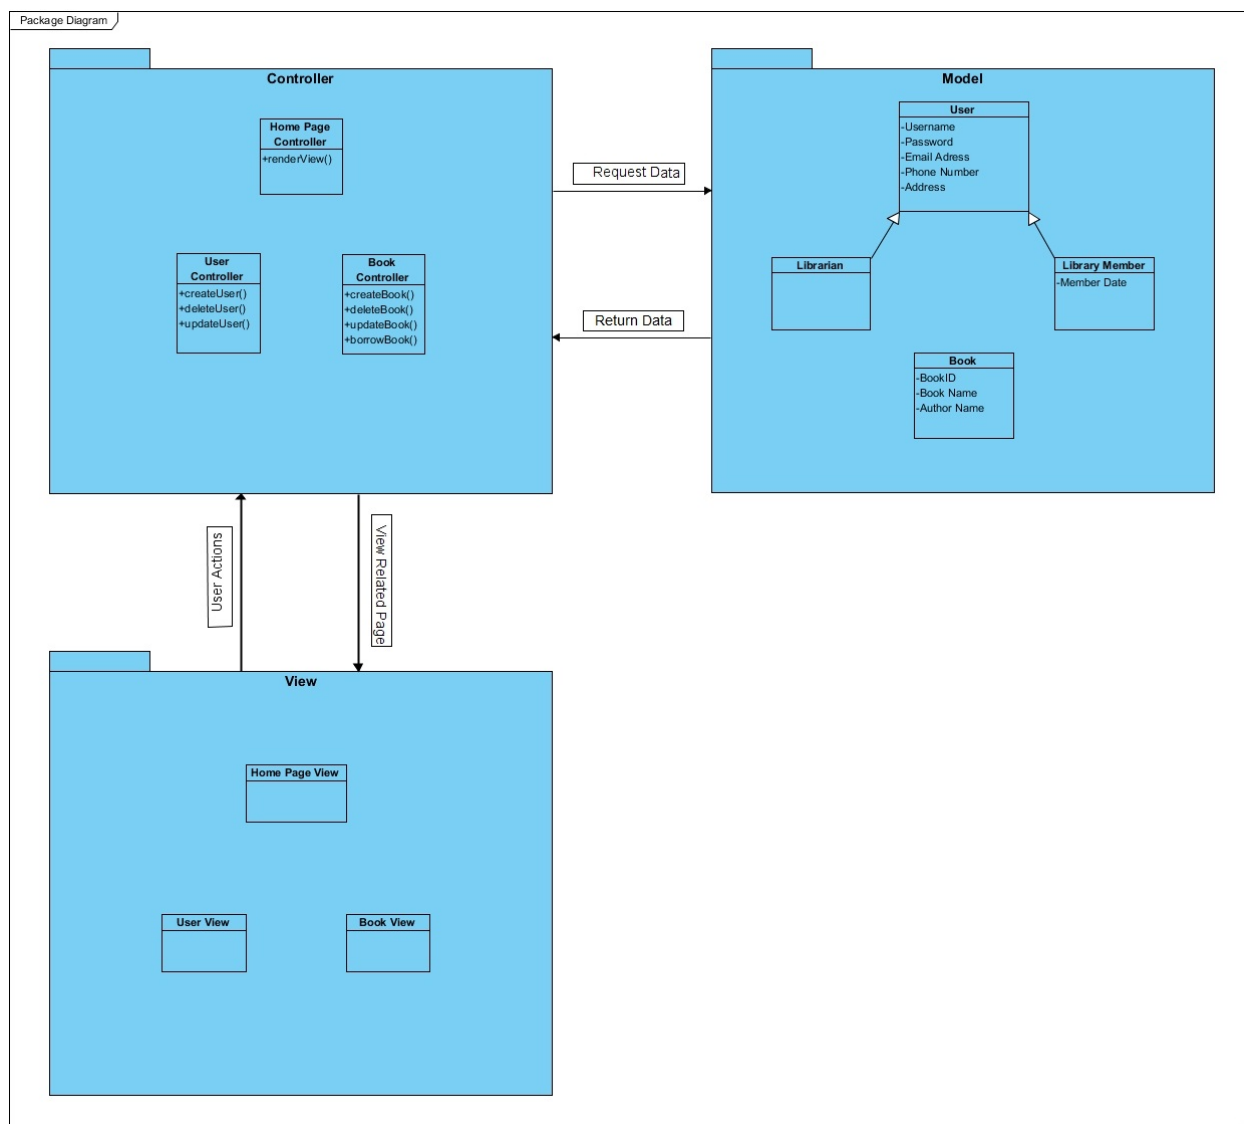 Package Diagram
Controller
Home Page
Controller
+renderView()
User
Controller
+createUser()
+deleteUser()
+updateUser()
Book
Controller
+createBook()
+deleteBook()
+updateBook()
+borrowBook()
Request Data
Return Data
Model
User
-Username
-Password
-Email Adress
-Phone Number
-Address
Librarian
Library Member
-Member Date
Book
-BookID
-Book Name
-Author Name
User Actions
View Related Page
View
Home Page View
User View
Book View